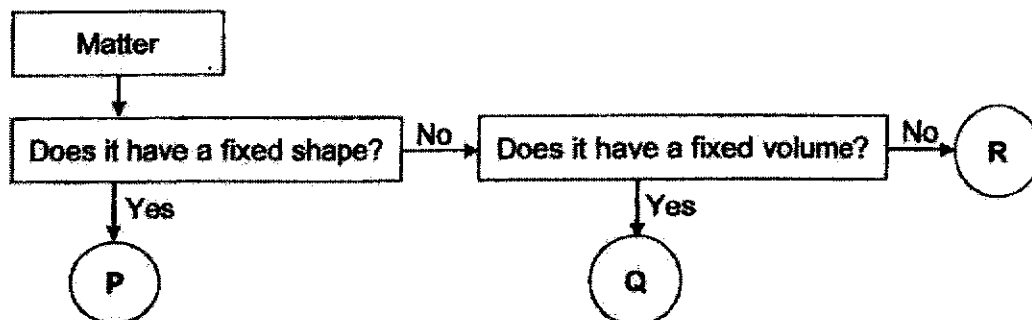 Matter
Does it have a fixed shape?
No
Does it have a fixed volume?
No
R
Yes
Yes
P
Q